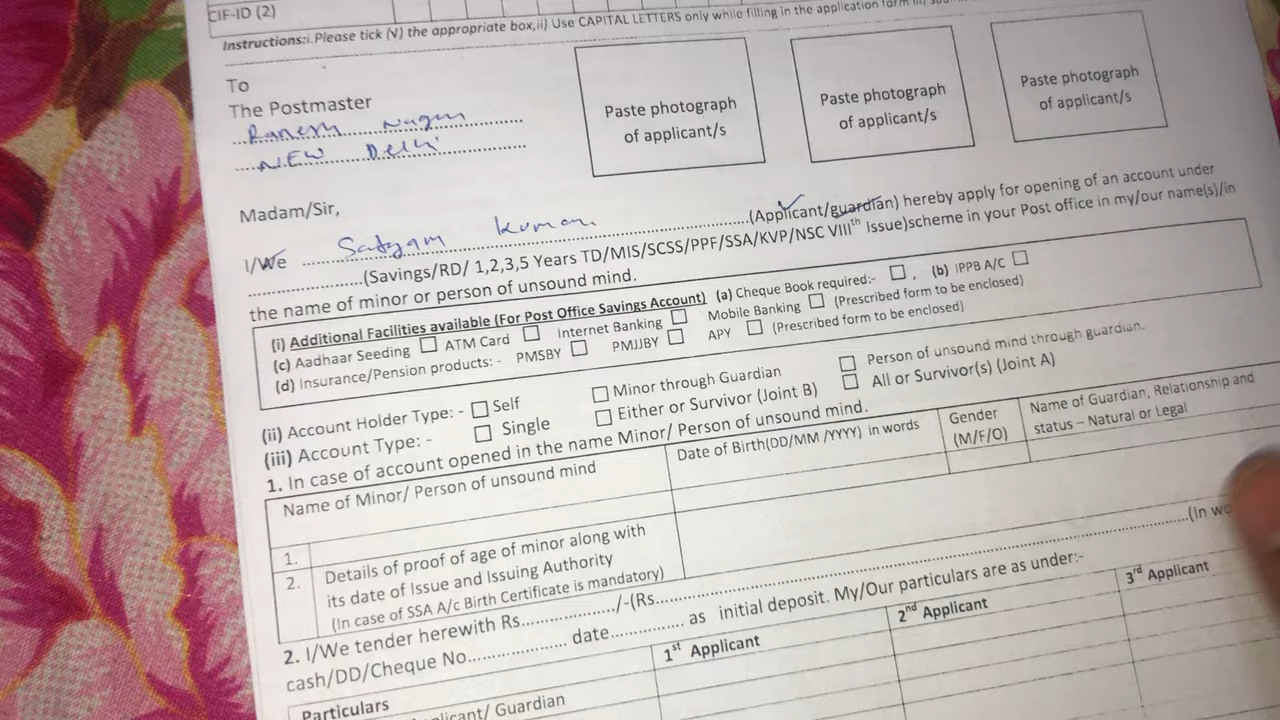 CIF-ID (2)
Instructions:i.Please tick (√) the appropriate box,ii) Use CAPITAL LETTERS only while filling in the application form iii)
To
The Postmaster
Nagar
NEW Delhi
Paste photograph
of applicant/s
Paste photograph
of applicant/s
Paste photograph
of applicant/s
Madam/Sir,
I/We Satyam Kumar (Applicant/guardian) hereby apply for opening of an account under
(Savings/RD/ 1,2,3,5 Years TD/MIS/SCSS/PPF/SSA/KVP/NSC VIIIth Issue)scheme in your Post office in my/our name(s)/in
the name of minor or person of unsound mind.
(i) Additional Facilities available (For Post Office Savings Account) (a) Cheque Book required:- , (b) IPPB A/C
(c) Aadhaar Seeding ATM Card Internet Banking Mobile Banking (Prescribed form to be enclosed)
(d) Insurance/Pension products: - PMSBY PMJJBY APY (Prescribed form to be enclosed)
(ii) Account Holder Type: - Self Minor through Guardian Person of unsound mind through guardian.
(iii) Account Type: - Single Either or Survivor (Joint B) All or Survivor(s) (Joint A)
1. In case of account opened in the name Minor/ Person of unsound mind.
Name of Minor/ Person of unsound mind
Date of Birth(DD/MM /YYYY) in words
Gender
(M/F/O)
Name of Guardian, Relationship and
status – Natural or Legal
1.
2. Details of proof of age of minor along with
its date of Issue and Issuing Authority
(In case of SSA A/c Birth Certificate is mandatory)
2. I/We tender herewith Rs............../-(Rs..............................(In
cash/DD/Cheque No.................. date............... as initial deposit. My/Our particulars are as under:-
Particulars
1st Applicant
2nd Applicant
3rd Applicant
Guardian